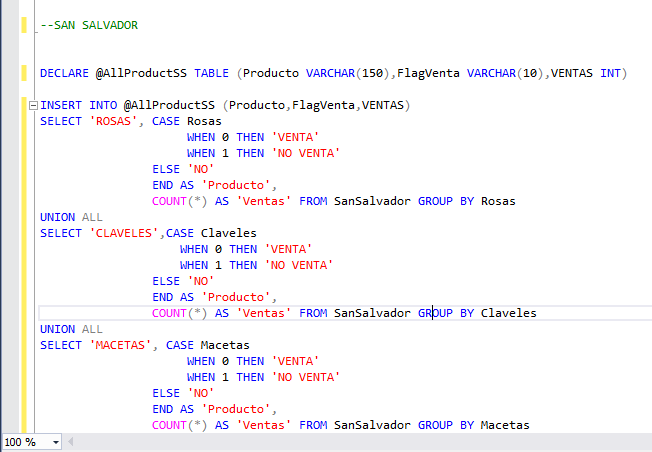 --SAN SALVADOR
DECLARE @AllProductSS TABLE (Producto VARCHAR(150),FlagVenta VARCHAR(10),VENTAS INT)
INSERT INTO @AllProductSS (Producto,FlagVenta,VENTAS)
SELECT 'ROSAS', CASE Rosas
WHEN 0 THEN 'VENTA'
WHEN 1 THEN 'NO VENTA'
ELSE 'NO'
END AS 'Producto',
COUNT(*) AS 'Ventas' FROM SanSalvador GROUP BY Rosas
UNION ALL
SELECT 'CLAVELES',CASE Claveles
WHEN 0 THEN 'VENTA'
WHEN 1 THEN 'NO VENTA'
ELSE 'NO'
END AS 'Producto',
COUNT(*) AS 'Ventas' FROM SanSalvador GROUP BY Claveles
UNION ALL
SELECT 'MACETAS', CASE Macetas
WHEN 0 THEN 'VENTA'
WHEN 1 THEN 'NO VENTA'
ELSE 'NO'
END AS 'Producto',
COUNT(*) AS 'Ventas' FROM SanSalvador GROUP BY Macetas
100 %